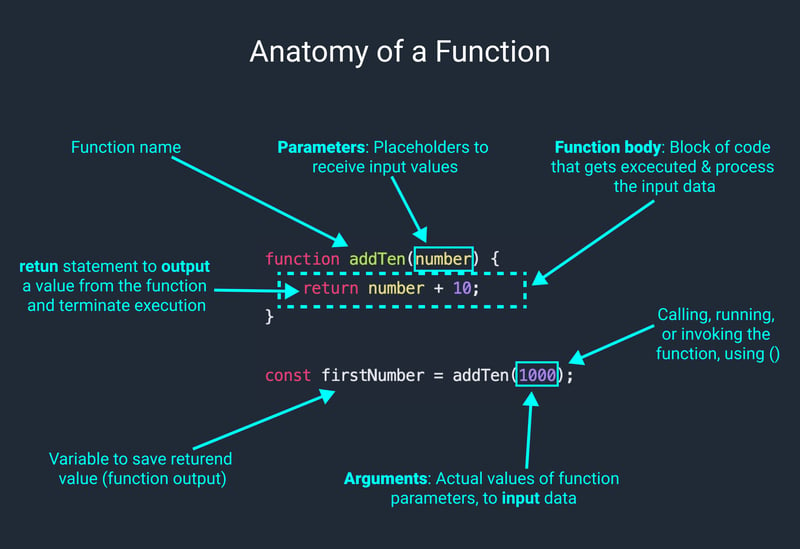 Anatomy of a Function
Function name
Parameters: Placeholders to
receive input values
Function body: Block of code
that gets excecuted & process
the input data
function addTen(number) {
return number + 10;
}
retun statement to output
a value from the function
and terminate execution
Calling, running,
or invoking the
function, using ()
const firstNumber = addTen(1000);
Variable to save returend
value (function output)
Arguments: Actual values of function
parameters, to input data